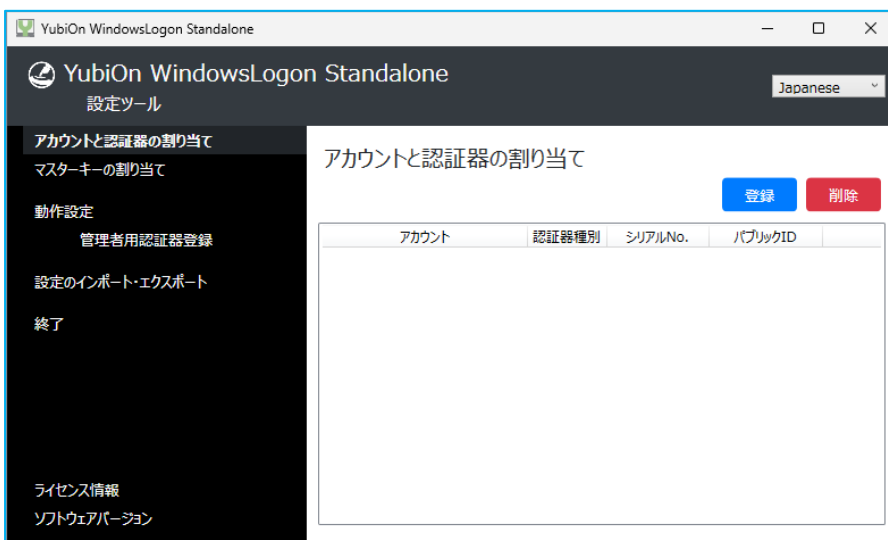 YubiOn WindowsLogon Standalone
YubiOn WindowsLogon Standalone
設定ツール
Japanese
アカウントと認証器の割り当て
マスターキーの割り当て
動作設定
管理者用認証器登録
設定のインポート・エクスポート
終了
ライセンス情報
ソフトウェアバージョン
アカウントと認証器の割り当て
登録 削除
アカウント 認証器種別 シリアルNo. パブリックID